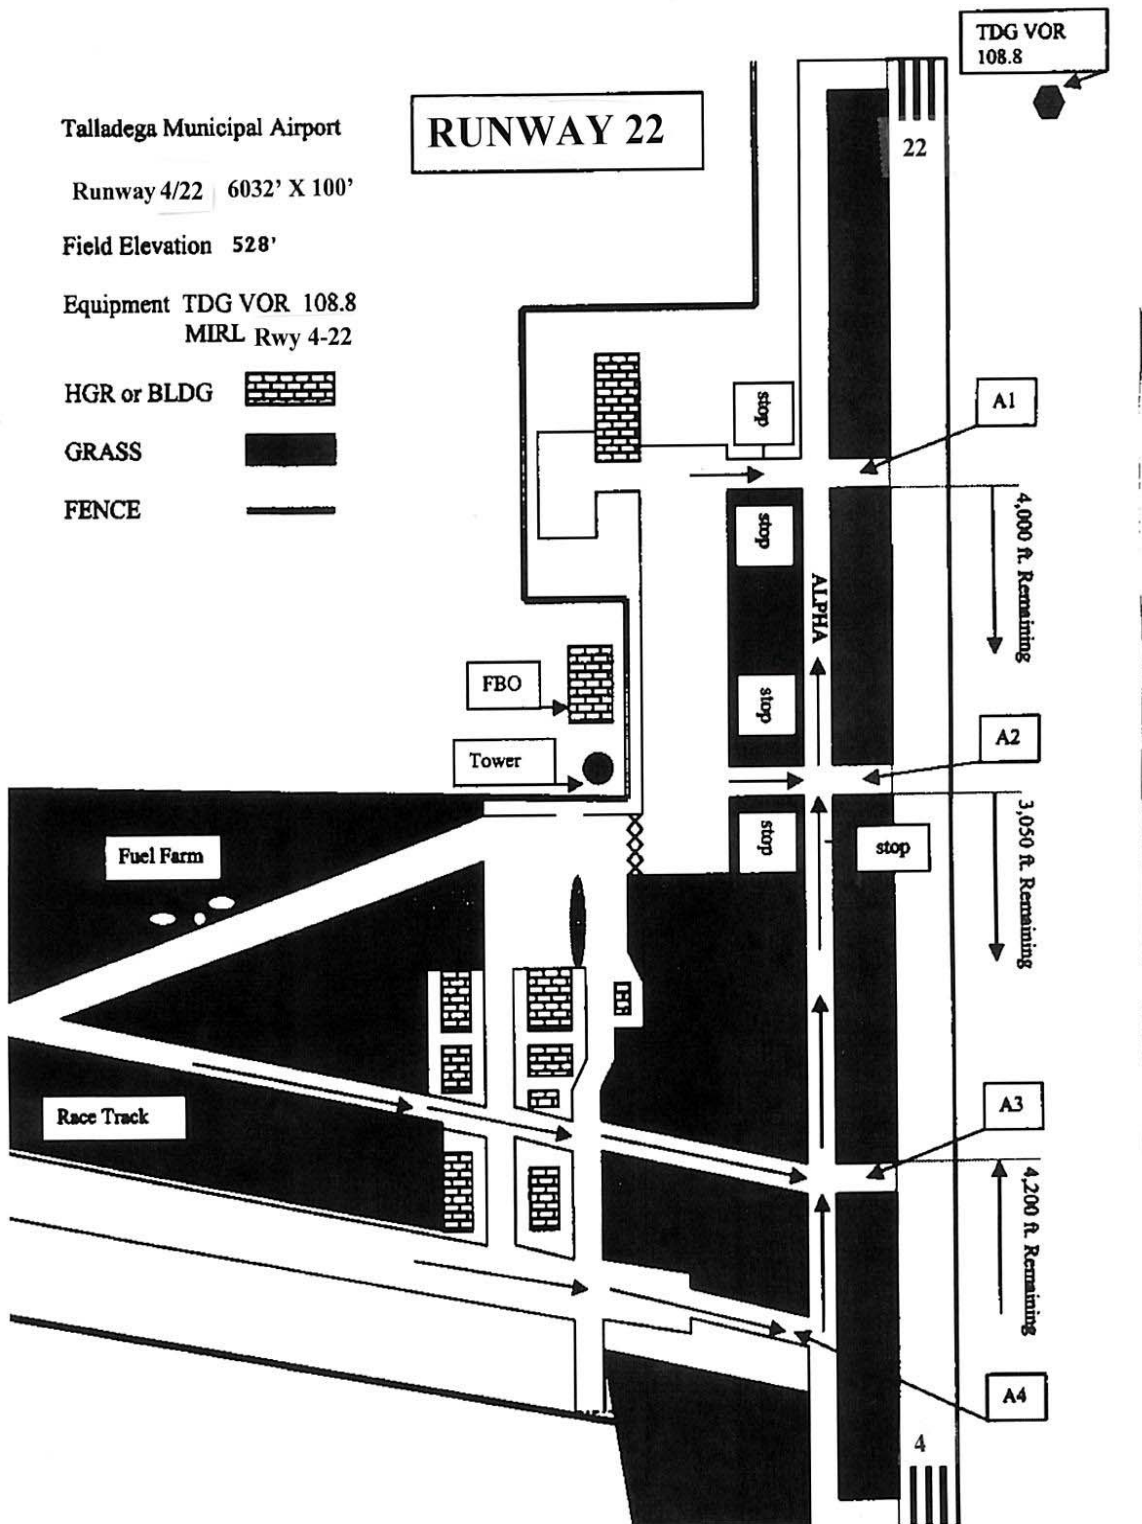 TDG VOR
108.8
Talladega Municipal Airport
RUNWAY 22
22
Runway 4/22 6032' X 100'
Field Elevation 528'
Equipment TDG VOR 108.8
MIRL Rwy 4-22
HGR or BLDG
GRASS
FENCE
stop
A1
stop
4,000 ft. Remaining
ALPHA
FBO
stop
A2
Tower
stop
stop
3,050 ft. Remaining
Fuel Farm
Race Track
A3
4,200 ft. Remaining
A4
4